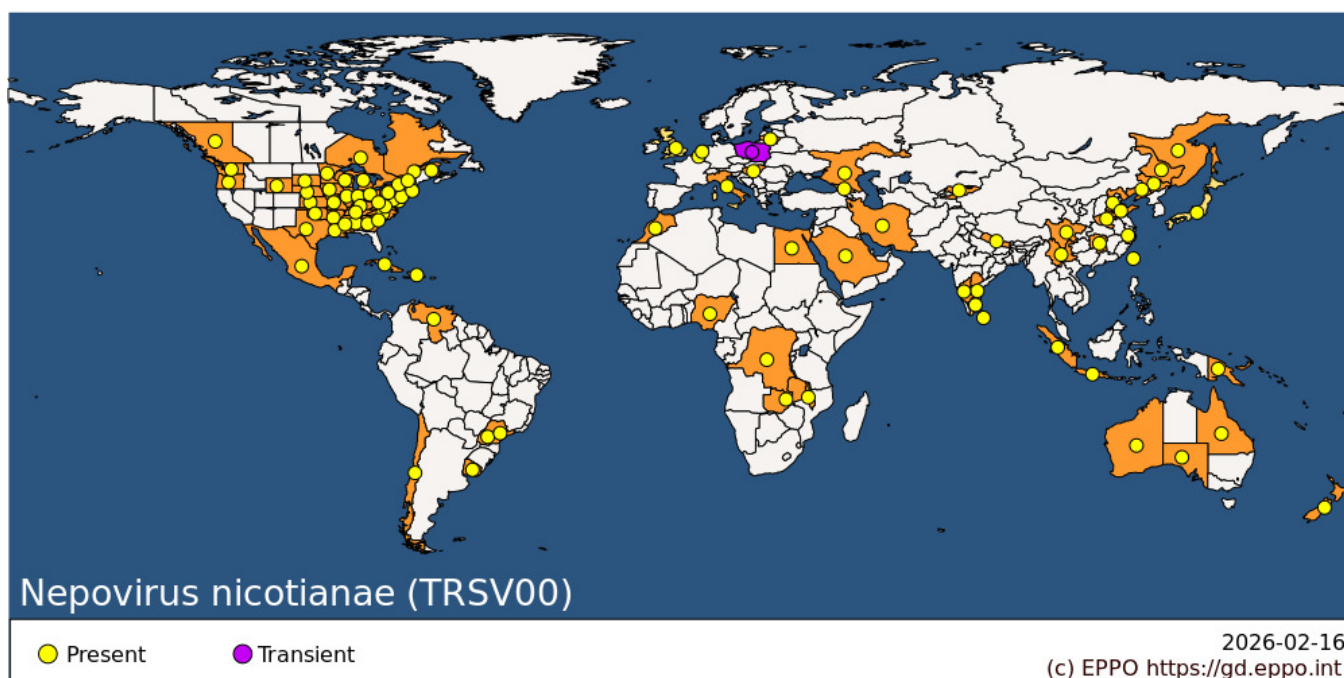 Nepovirus nicotianae (TRSV00)
Present
Transient
2026-02-16
(c) EPPO https://gd.eppo.int